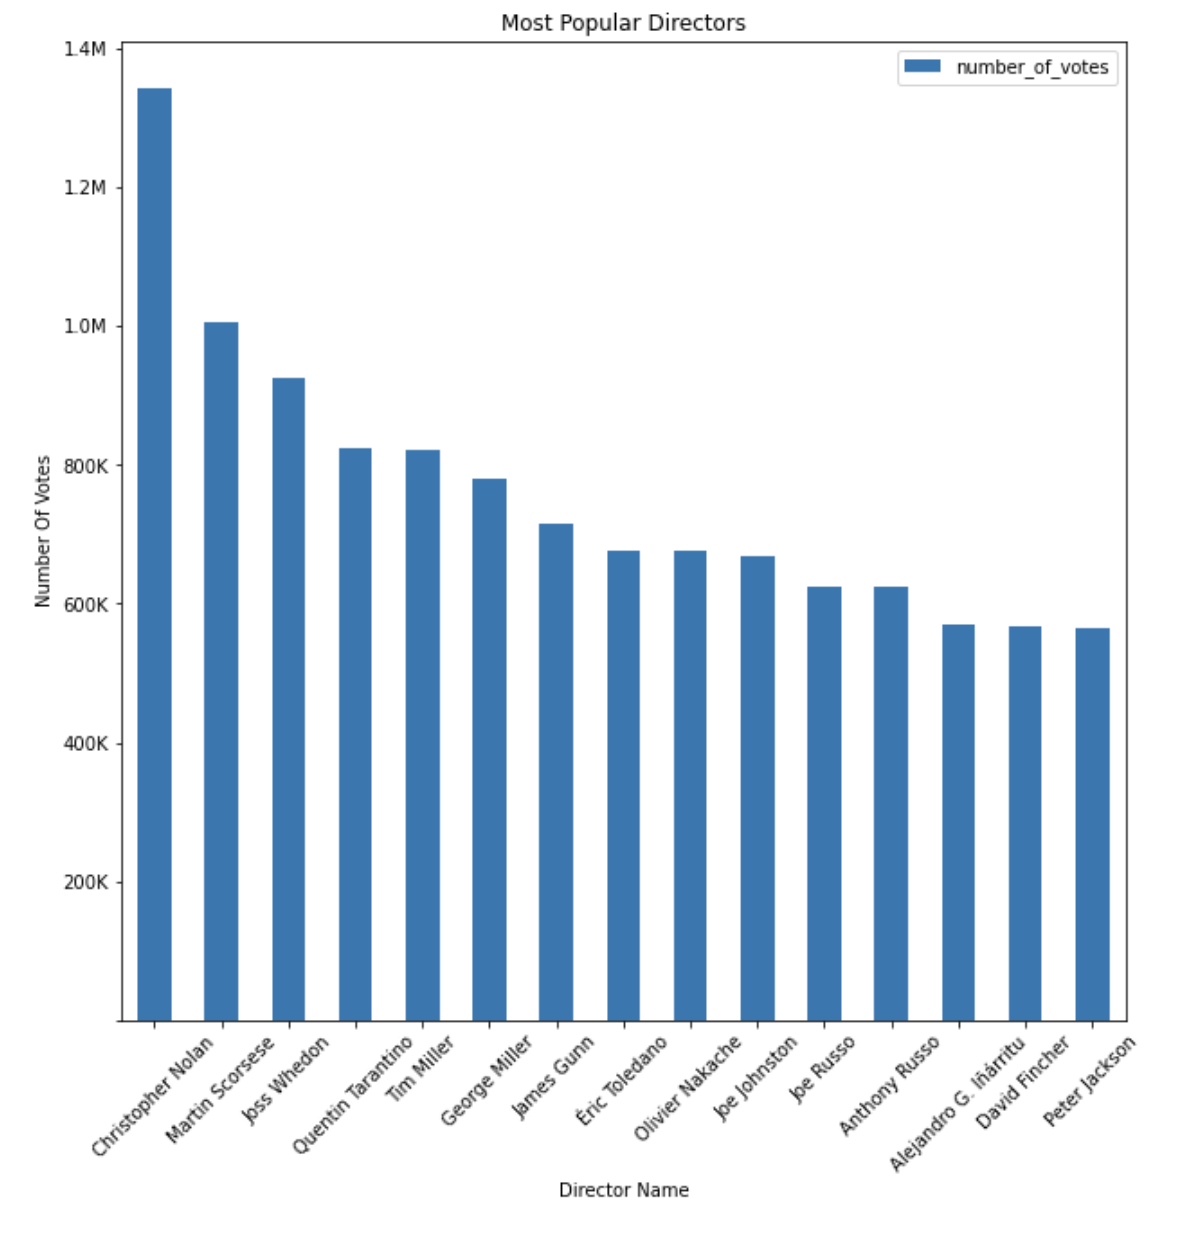 Most Popular Directors
number_of_votes
1.4M
1.2M
1.0M
800K
600K
400K
200K
Number Of Votes
Christopher Nolan
Martin Scorsese
Joss Whedon
Quentin Tarantino
Tim Miller
George Miller
James Gunn
Éric Toledano
Olivier Nakache
Joe Johnston
Joe Russo
Anthony Russo
Alejandro G. Iñárritu
David Fincher
Peter Jackson
Director Name